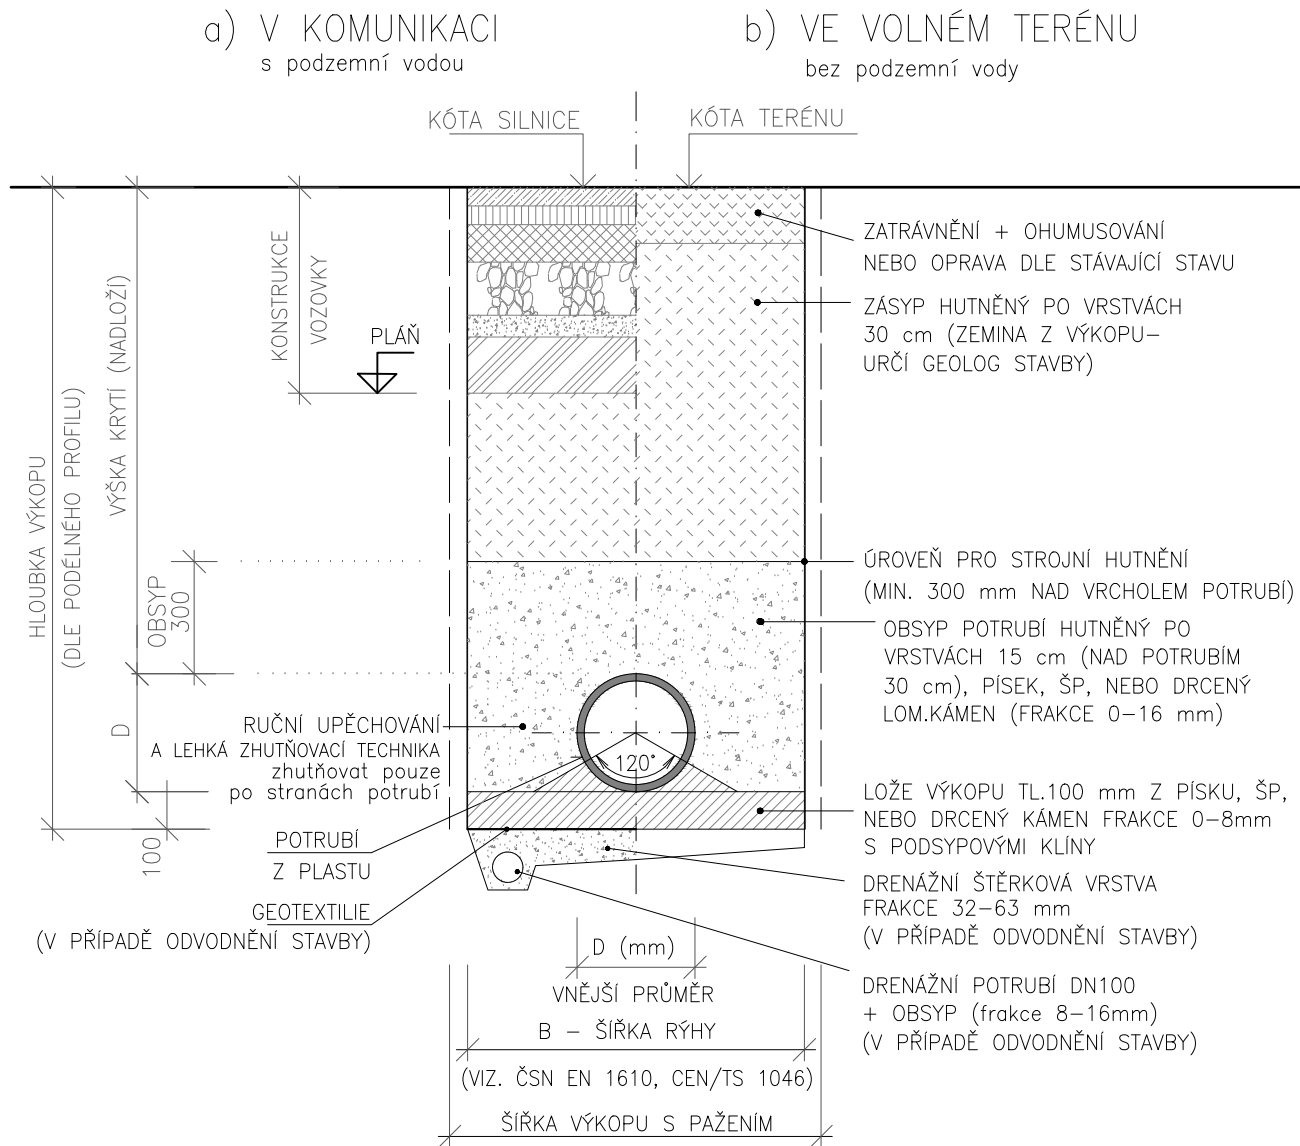 a) V KOMUNIKACI
s podzemní vodou
b) VE VOLNÉM TERÉNU
bez podzemní vody
KÓTA SILNICE
KÓTA TERÉNU
ZATRÁVNĚNÍ + OHUMUSOVÁNÍ
NEBO OPRAVA DLE STÁVAJÍCÍ STAVU
ZÁSYP HUTNĚNÝ PO VRSTVÁCH
30 cm (ZEMINA Z VÝKOPU-
URČÍ GEOLOG STAVBY)
KONSTRUKCE
VOZOVKY
PLÁŇ
VÝŠKA KRYTÍ (NADLOŽÍ)
HLOUBKA VÝKOPU
(DLE PODÉLNÉHO PROFILU)
OBSYP
300
D
100
ÚROVEŇ PRO STROJNÍ HUTNĚNÍ
(MIN. 300 mm NAD VRCHOLEM POTRUBÍ)
OBSYP POTRUBÍ HUTNĚNÝ PO
VRSTVÁCH 15 cm (NAD POTRUBÍM
30 cm), PÍSEK, ŠP, NEBO DRCENÝ
LOM.KÁMEN (FRAKCE 0-16 mm)
RUČNÍ UPĚCHOVÁNÍ
A LEHKÁ ZHUTŇOVACÍ TECHNIKA
zhutňovat pouze
po stranách potrubí
120°
LOŽE VÝKOPU TL.100 mm Z PÍSKU, ŠP,
NEBO DRCENÝ KÁMEN FRAKCE 0-8mm
S PODSYPOVÝMI KLÍNY
POTRUBÍ
Z PLASTU
GEOTEXTILIE
(V PŘÍPADĚ ODVODNĚNÍ STAVBY)
DRENÁŽNÍ ŠTĚRKOVÁ VRSTVA
FRAKCE 32-63 mm
(V PŘÍPADĚ ODVODNĚNÍ STAVBY)
DRENÁŽNÍ POTRUBÍ DN100
+ OBSYP (frakce 8-16mm)
(V PŘÍPADĚ ODVODNĚNÍ STAVBY)
D (mm)
VNĚJŠÍ PRŮMĚR
B - ŠÍŘKA RÝHY
(VIZ. ČSN EN 1610, CEN/TS 1046)
ŠÍŘKA VÝKOPU S PAŽENÍM